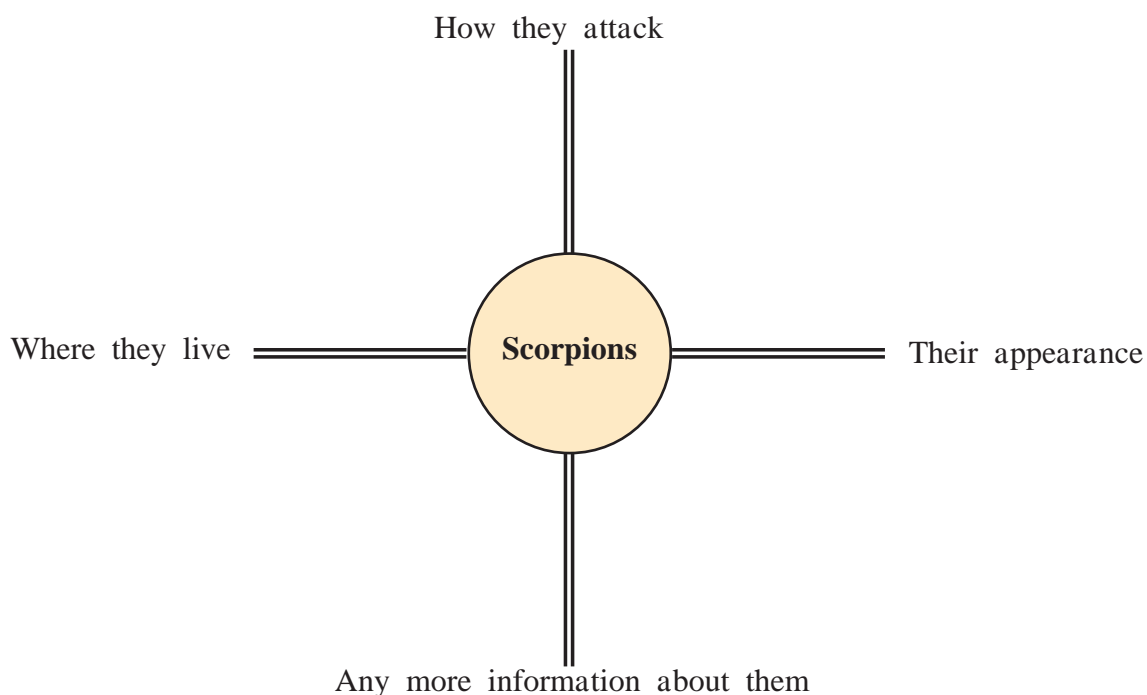 How they attack
Where they live
Scorpions
Their appearance
Any more information about them